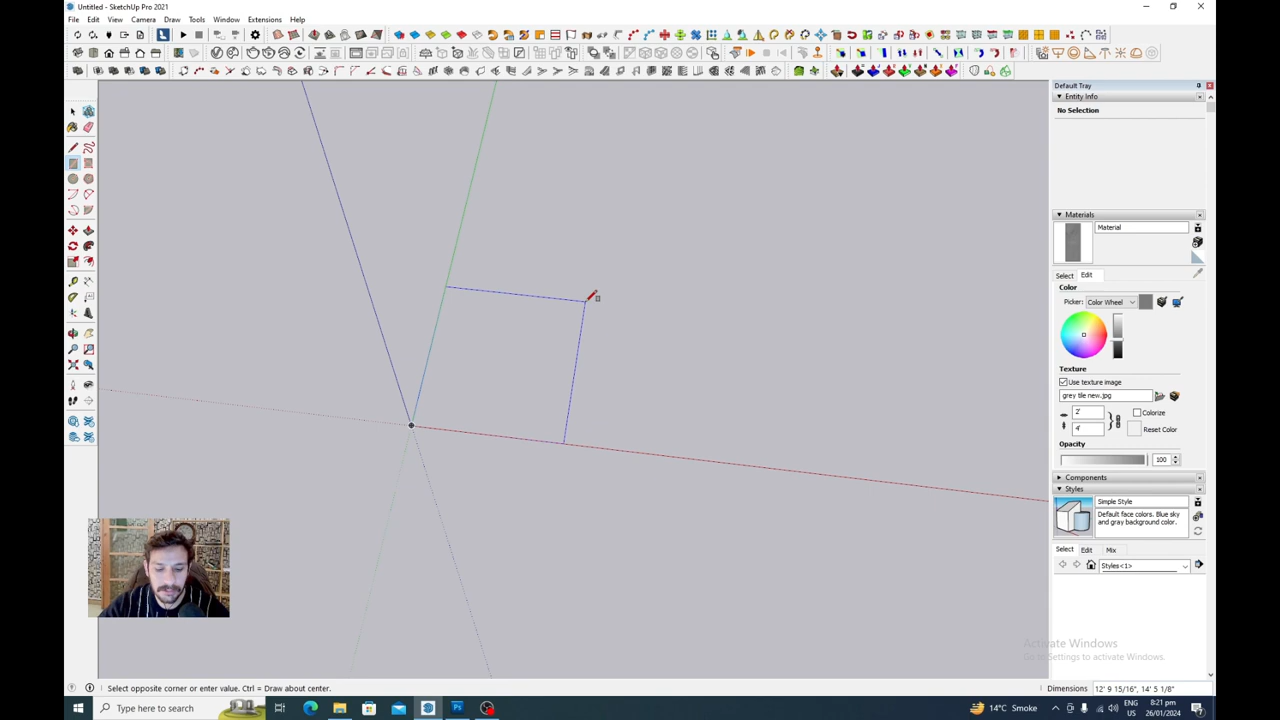 Untitled - SketchUp Pro 2021
File Edit View Camera Draw Tools Window Extensions Help
Default Tray
Entity Info
No Selection
Materials
Material
Select Edit
Color
Picker: Color Wheel
Texture
Use texture image
grey tile new.jpg
2'
Colorize
4'
Reset Color
Opacity
100
Components
Styles
Simple Style
Default face colors. Blue sky
and gray background color.
Select Edit Mix
Styles<1>
Activate Windows
Go to Settings to activate Windows.
Select opposite corner or enter value. Ctrl = Draw about center.
Dimensions 12' 9 15/16", 14' 5 1/8"
Type here to search
14°C Smoke
ENG
US
8:21 pm
26/01/2024